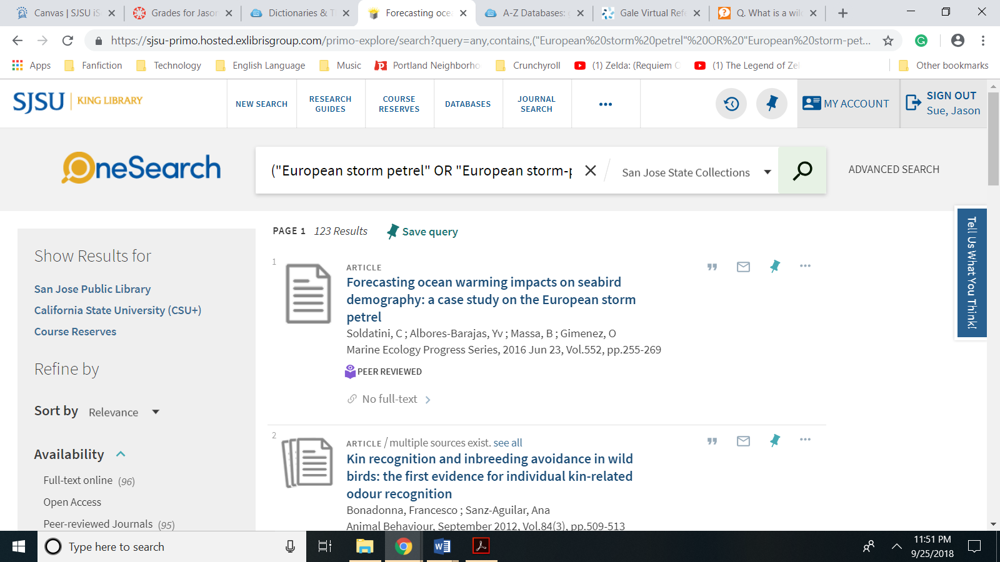 Canvas | SJSU iS
Grades for Jason
Dictionaries & T
Forecasting oce
A-Z Databases:
Gale Virtual Ref
Q. What is a wil
https://sjsu-primo.hosted.exlibrisgroup.com/primo-explore/search?query=any,contains,("European%20storm%20petrel"%20OR%20"European%20storm-pet...
Apps
Fanfiction
Technology
English Language
Music
Portland Neighborho
Crunchyroll
(1) Zelda: (Requiem C
(1) The Legend of Zel
Other bookmarks
SJSU KING LIBRARY
NEW SEARCH
RESEARCH
GUIDES
COURSE
RESERVES
DATABASES
JOURNAL
SEARCH
MY ACCOUNT
SIGN OUT
Sue, Jason
OneSearch
("European storm petrel" OR "European storm-p
San Jose State Collections
ADVANCED SEARCH
Tell Us What You Think!
Show Results for
San Jose Public Library
California State University (CSU+)
Course Reserves
Refine by
Sort by Relevance
Availability
Full-text online (96)
Open Access
Peer-reviewed Journals (95)
PAGE 1 123 Results Save query
1
ARTICLE
Forecasting ocean warming impacts on seabird
demography: a case study on the European storm
petrel
Soldatini, C ; Albores-Barajas, Yv ; Massa, B ; Gimenez, O
Marine Ecology Progress Series, 2016 Jun 23, Vol.552, pp.255-269
PEER REVIEWED
No full-text
2
ARTICLE / multiple sources exist. see all
Kin recognition and inbreeding avoidance in wild
birds: the first evidence for individual kin-related
odour recognition
Bonadonna, Francesco ; Sanz-Aguilar, Ana
Animal Behaviour, September 2012, Vol.84(3), pp.509-513
Type here to search
11:51 PM
9/25/2018